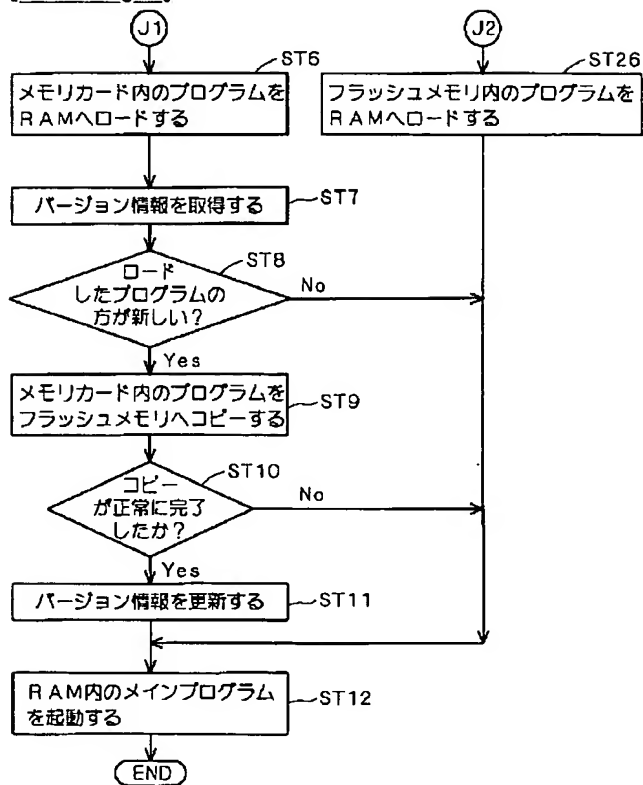 J1
J2
ST6
ST26
メモリカード内のプログラムを
RAMへロードする
フラッシュメモリ内のプログラムを
RAMへロードする
バージョン情報を取得する
ST7
ST8
ロード
したプログラムの
方が新しい?
No
Yes
メモリカード内のプログラムを
フラッシュメモリへコピーする
ST9
ST10
コピー
が正常に完了
したか?
No
Yes
バージョン情報を更新する
ST11
RAM内のメインプログラム
を起動する
ST12
END